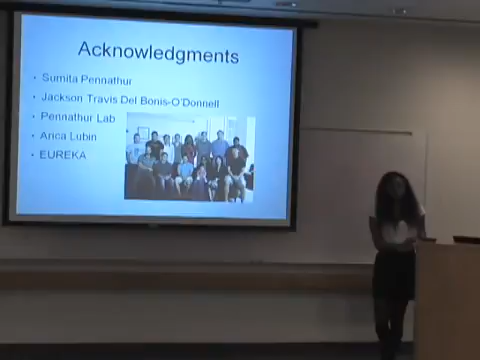 Acknowledgments
• Sumita Pennathur
• Jackson Travis Del Bonis-O'Donnell
• Pennathur Lab
• Arica Lubin
• EUREKA